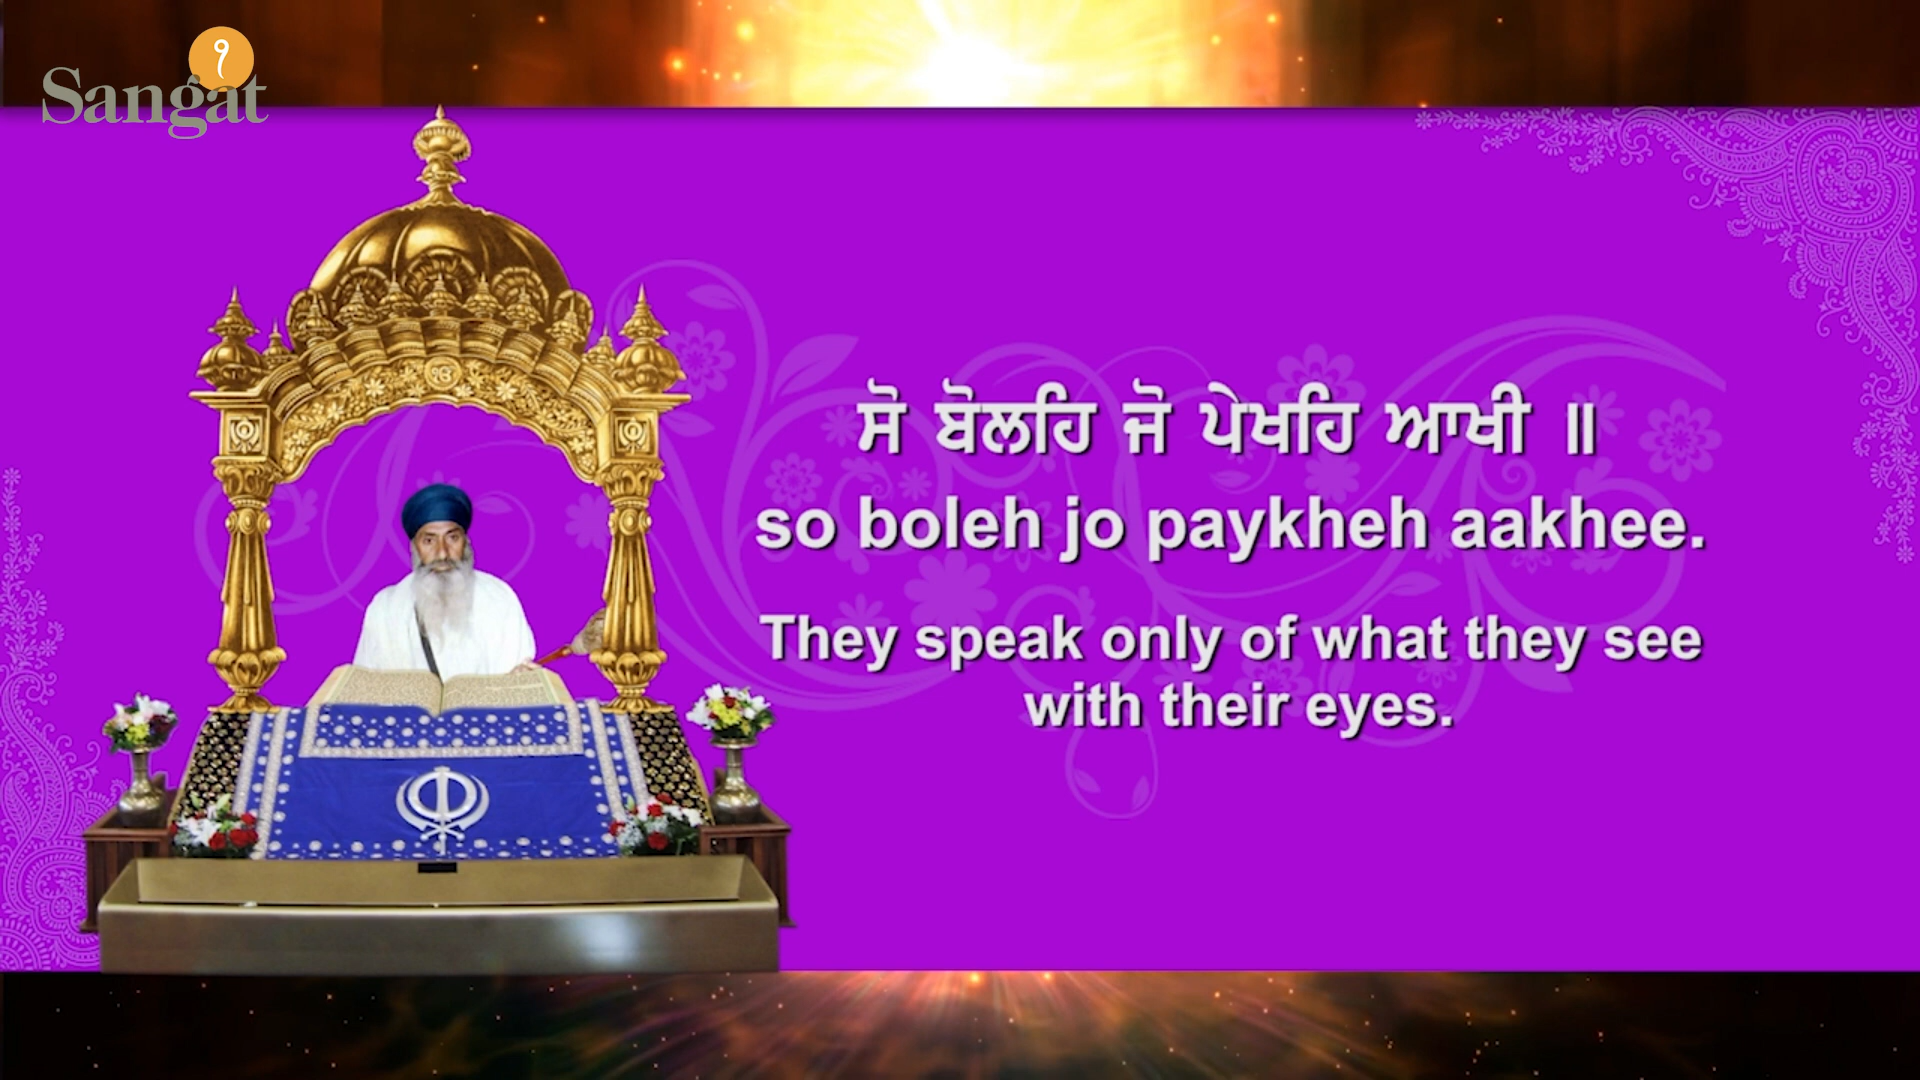 Sangat
੧
ਸੋ ਬੋਲਹਿ ਜੋ ਪੇਖਹਿ ਆਖੀ ॥
so boleh jo paykheh aakhee.
They speak only of what they see
with their eyes.